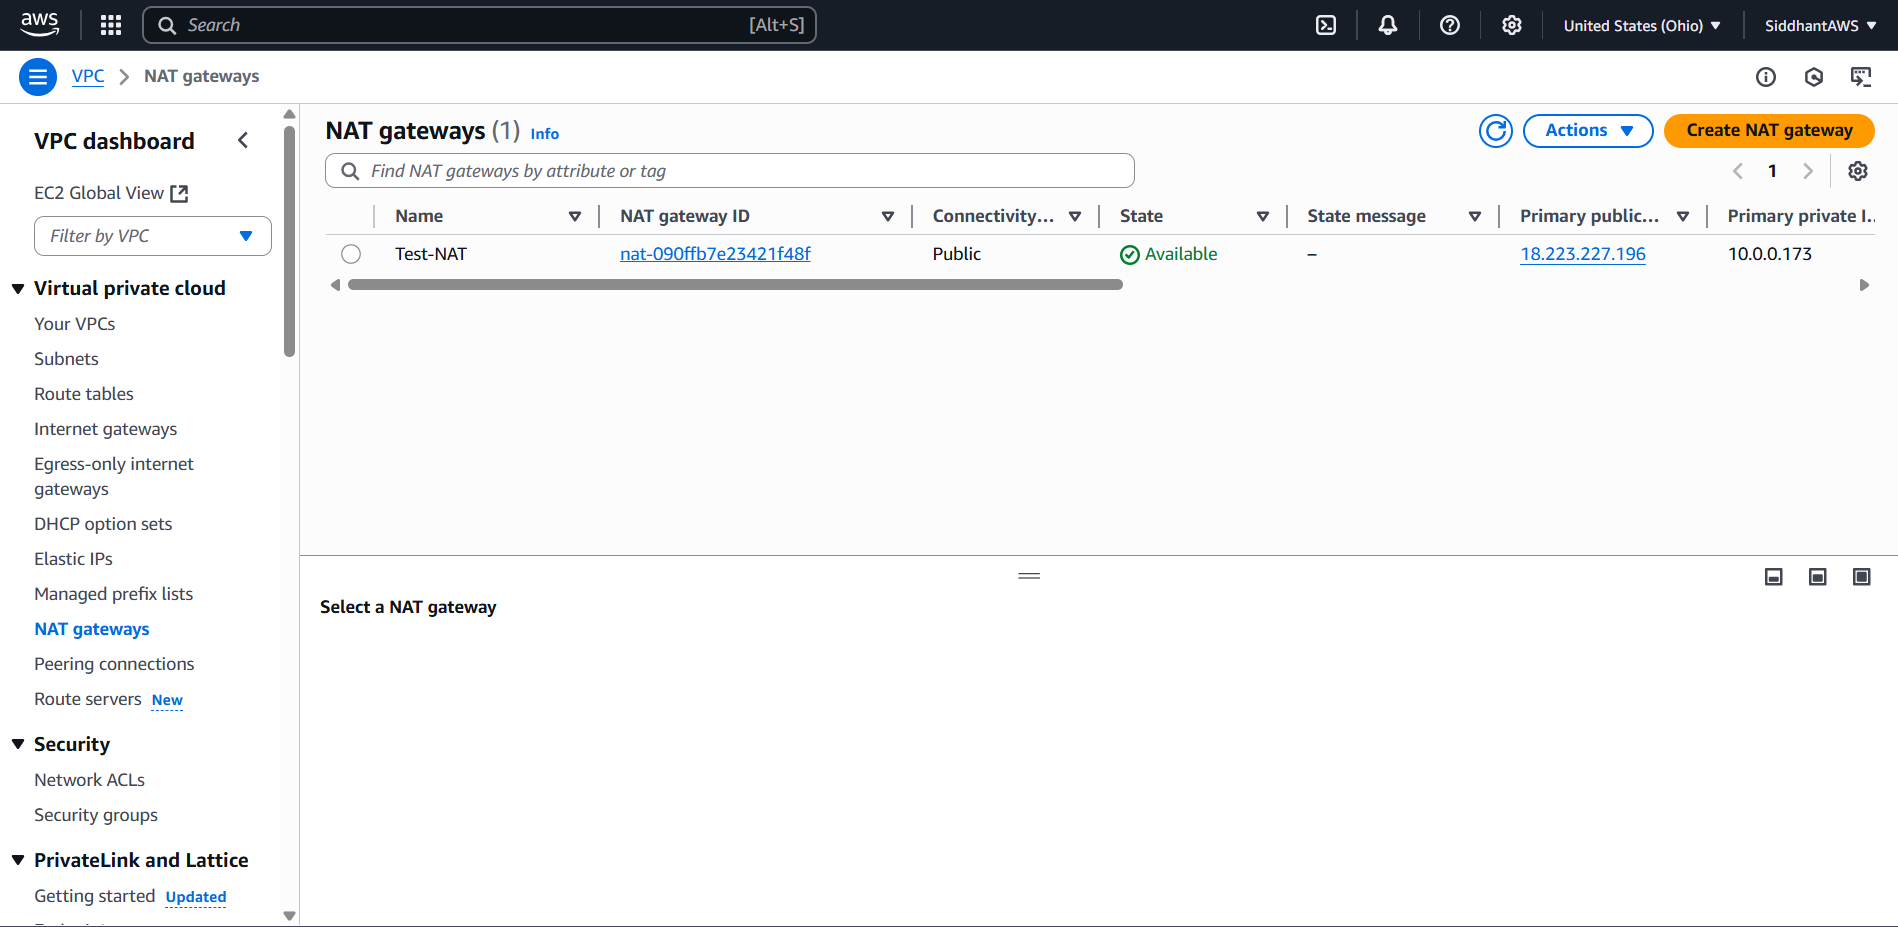 aws
Search [Alt+S]
United States (Ohio)
SiddhantAWS
VPC
NAT gateways
VPC dashboard
EC2 Global View
Filter by VPC
Virtual private cloud
Your VPCs
Subnets
Route tables
Internet gateways
Egress-only internet
gateways
DHCP option sets
Elastic IPs
Managed prefix lists
NAT gateways
Peering connections
Route servers New
Security
Network ACLs
Security groups
PrivateLink and Lattice
Getting started Updated
NAT gateways (1) Info
Actions
Create NAT gateway
Find NAT gateways by attribute or tag
1
Name NAT gateway ID Connectivity... State State message Primary public... Primary private I...
Test-NAT nat-090ffb7e23421f48f Public Available – 18.223.227.196 10.0.0.173
Select a NAT gateway